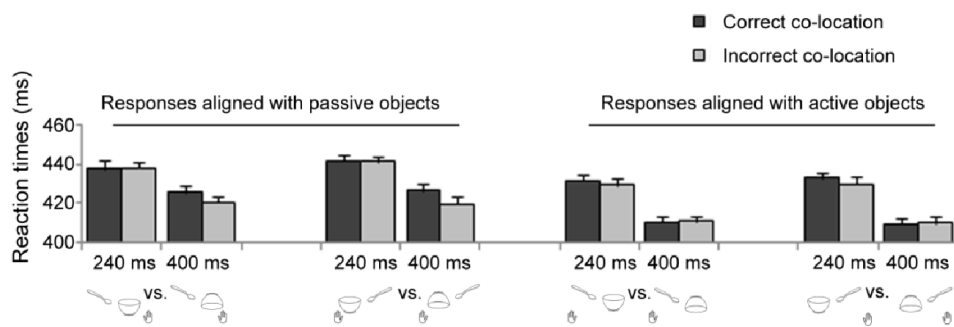 Correct co-location
Incorrect co-location
Reaction times (ms)
Responses aligned with passive objects
Responses aligned with active objects
460
440
420
400
240 ms 400 ms
240 ms 400 ms
240 ms 400 ms
240 ms 400 ms
vs.
vs.
vs.
vs.